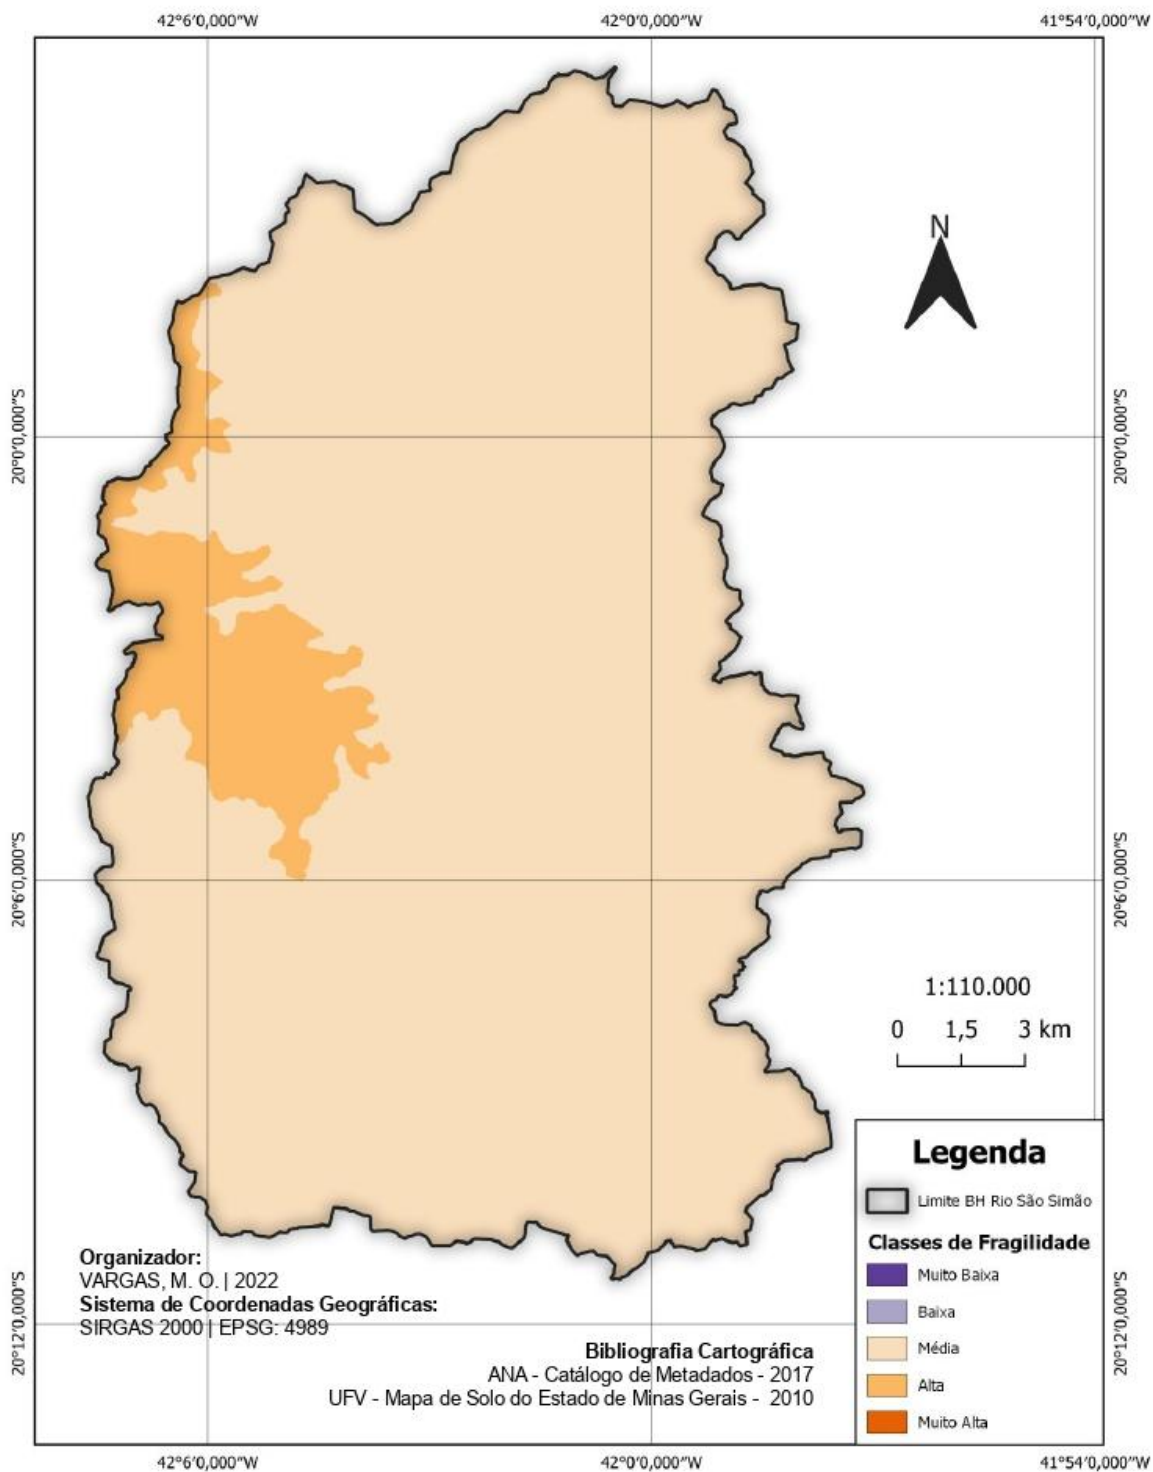 42°6'0,000"W
42°0'0,000"W
41°54'0,000"W
N
20°0'0,000"S
20°0'0,000"S
20°6'0,000"S
20°6'0,000"S
1:110.000
0 1,5 3 km
Legenda
Limite BH Rio São Simão
Classes de Fragilidade
Muito Baixa
Baixa
Média
Alta
Muito Alta
Organizador:
VARGAS, M. O. | 2022
Sistema de Coordenadas Geográficas:
SIRGAS 2000 | EPSG: 4989
20°12'0,000"S
20°12'0,000"S
Bibliografia Cartográfica
ANA - Catálogo de Metadados - 2017
UFV - Mapa de Solo do Estado de Minas Gerais - 2010
42°6'0,000"W
42°0'0,000"W
41°54'0,000"W